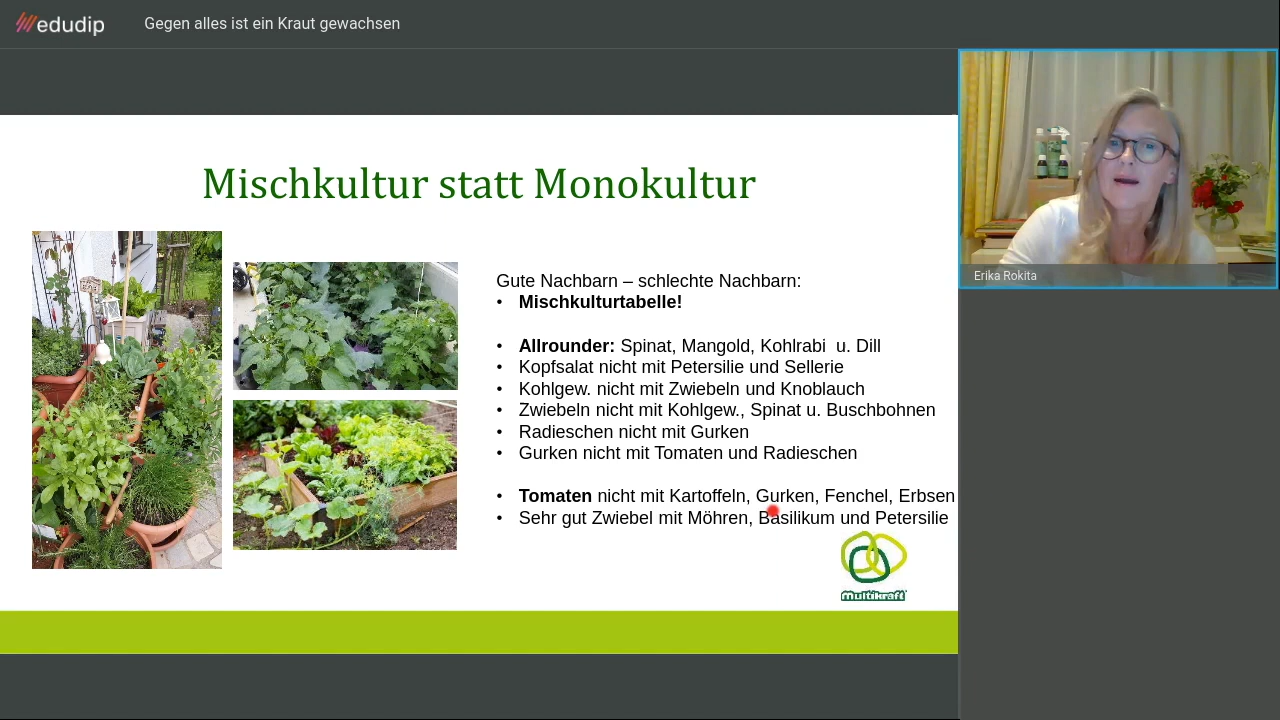 edudip
Gegen alles ist ein Kraut gewachsen
Mischkultur statt Monokultur
Gute Nachbarn – schlechte Nachbarn:
• Mischkulturtabelle!
• Allrounder: Spinat, Mangold, Kohlrabi  u. Dill
• Kopfsalat nicht mit Petersilie und Sellerie
• Kohlgew. nicht mit Zwiebeln und Knoblauch
• Zwiebeln nicht mit Kohlgew., Spinat u. Buschbohnen
• Radieschen nicht mit Gurken
• Gurken nicht mit Tomaten und Radieschen
• Tomaten nicht mit Kartoffeln, Gurken, Fenchel, Erbsen
• Sehr gut Zwiebel mit Möhren, Basilikum und Petersilie
multikraft
Erika Rokita